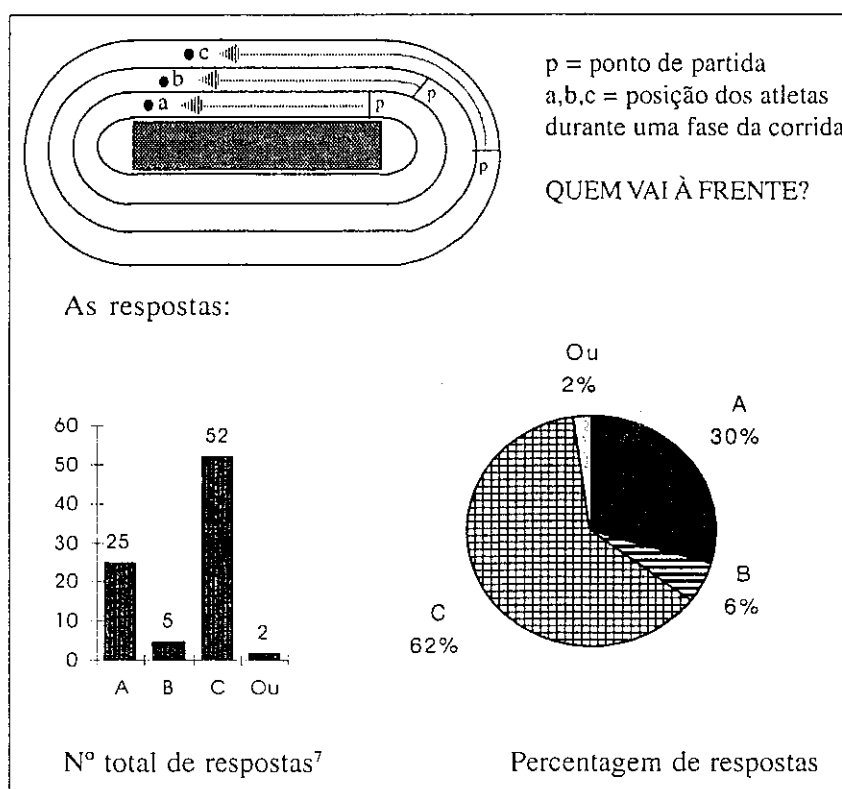 c
b
a
p
p
p
p = ponto de partida
a,b,c = posição dos atletas
durante uma fase da corrida
QUEM VAI À FRENTE?
As respostas:
60
50
40
30
20
10
0
25
5
52
2
A
B
C
Ou
Nº total de respostas⁷
Ou
2%
A
30%
B
6%
C
62%
Percentagem de respostas